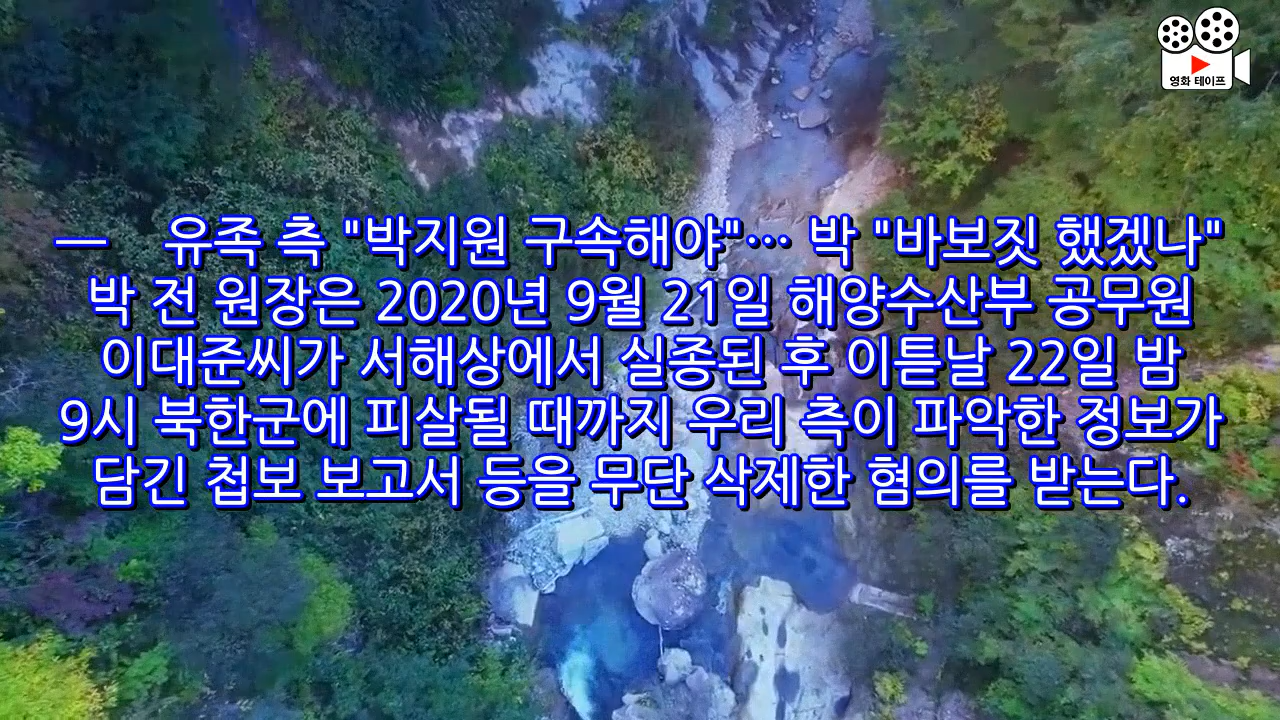 영화 테이프
— 유족 측 "박지원 구속해야"… 박 "바보짓 했겠나"
박 전 원장은 2020년 9월 21일 해양수산부 공무원
이대준씨가 서해상에서 실종된 후 이튿날 22일 밤
9시 북한군에 피살될 때까지 우리 측이 파악한 정보가
담긴 첩보 보고서 등을 무단 삭제한 혐의를 받는다.